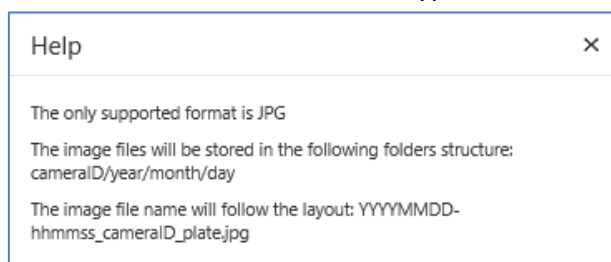 Help
The only supported format is JPG
The image files will be stored in the following folders structure:
cameraID/year/month/day
The image file name will follow the layout: YYYYMMDD-
hhmmss_cameraID_plate.jpg